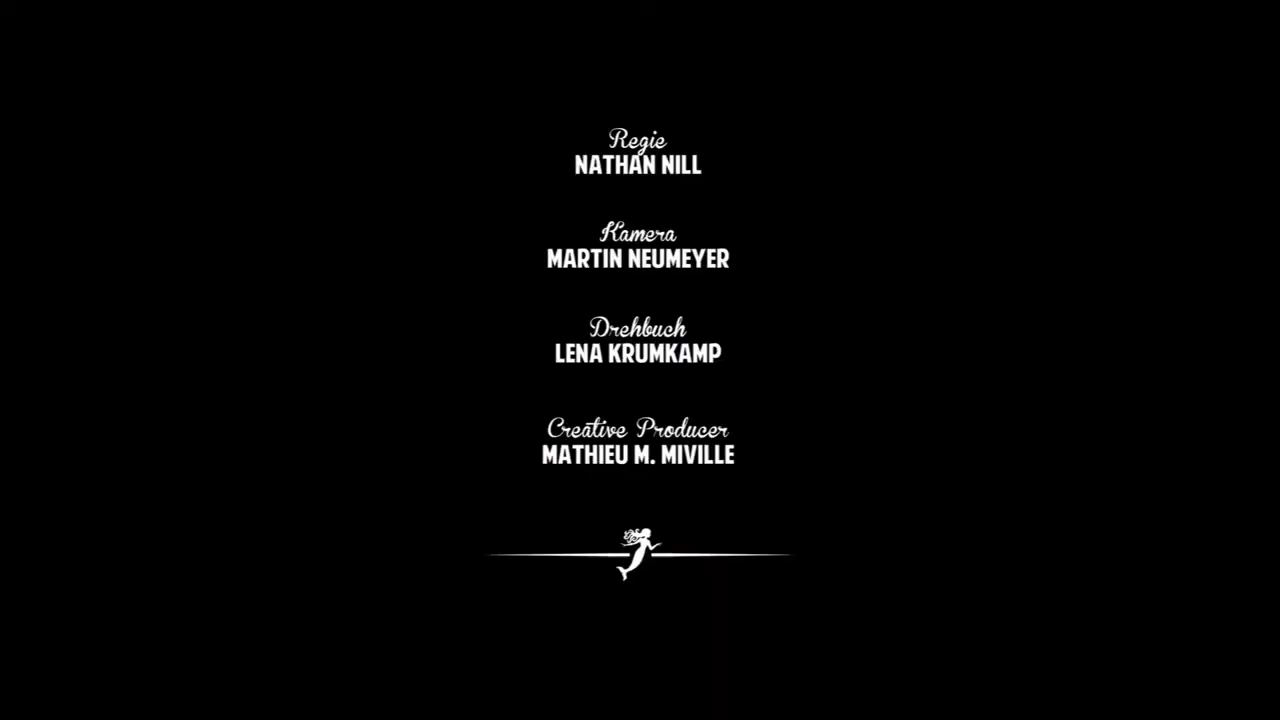 Regie
NATHAN NILL
Kamera
MARTIN NEUMEYER
Drehbuch
LENA KRUMKAMP
Creative Producer
MATHIEU M. MIVILLE